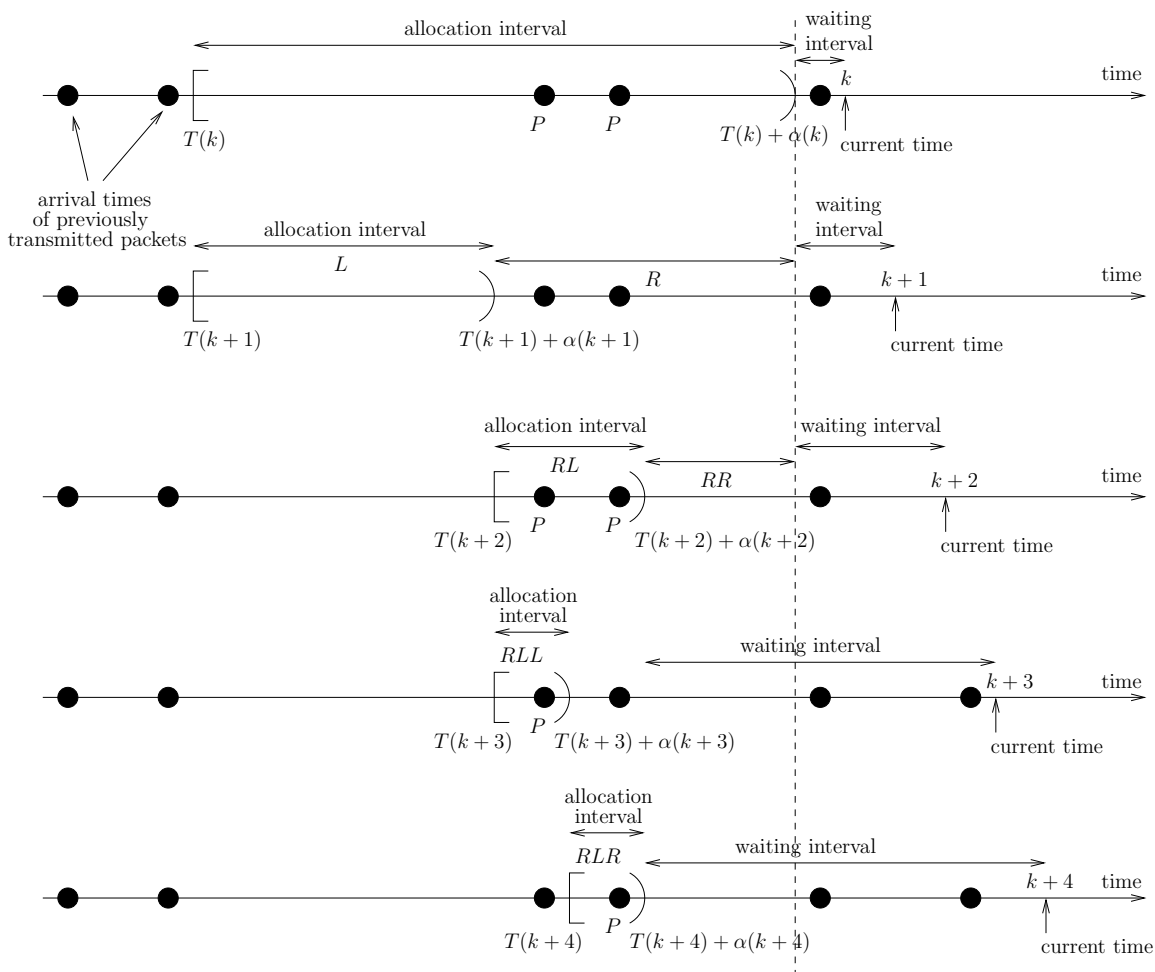 allocation interval
waiting
interval
k
time
T(k)
P
P
T(k) + α(k)
current time
arrival times
of previously
transmitted packets
allocation interval
waiting
interval
L
R
k + 1
time
T(k+1)
T(k+1) + α(k+1)
current time
allocation interval
waiting interval
RL
RR
k + 2
time
T(k+2)
P
P
T(k+2) + α(k+2)
current time
allocation
interval
waiting interval
RLL
k + 3
time
T(k+3)
P
T(k+3) + α(k+3)
current time
allocation
interval
waiting interval
RLR
k + 4
time
T(k+4)
P
T(k+4) + α(k+4)
current time